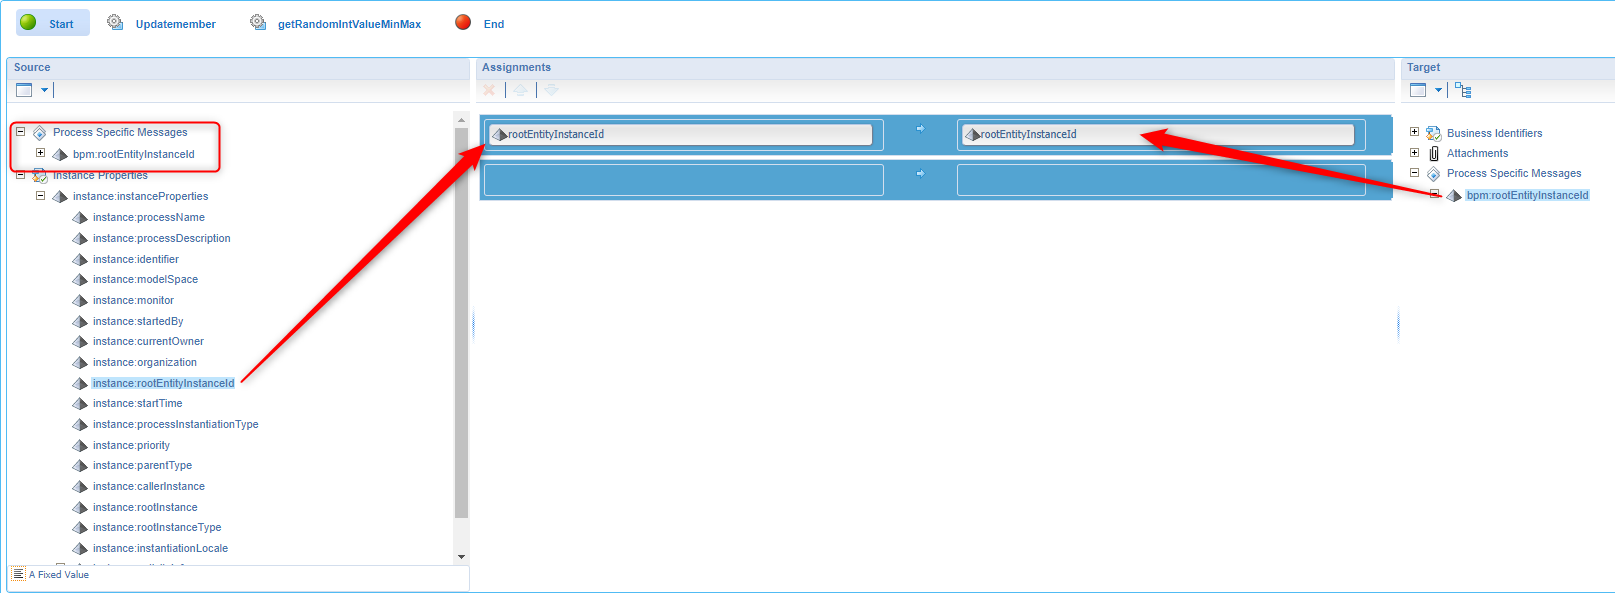 Start Updatemember getRandomIntValueMinMax End
Source
Process Specific Messages
bpm:rootEntityInstanceId
Instance Properties
instance:instanceProperties
instance:processName
instance:processDescription
instance:identifier
instance:modelSpace
instance:monitor
instance:startedBy
instance:currentOwner
instance:organization
instance:rootEntityInstanceId
instance:startTime
instance:processInstantiationType
instance:priority
instance:parentType
instance:callerInstance
instance:rootInstance
instance:rootInstanceType
instance:instantiationLocale
A Fixed Value
Assignments
rootEntityInstanceId rootEntityInstanceId
Target
Business Identifiers
Attachments
Process Specific Messages
bpm:rootEntityInstanceId